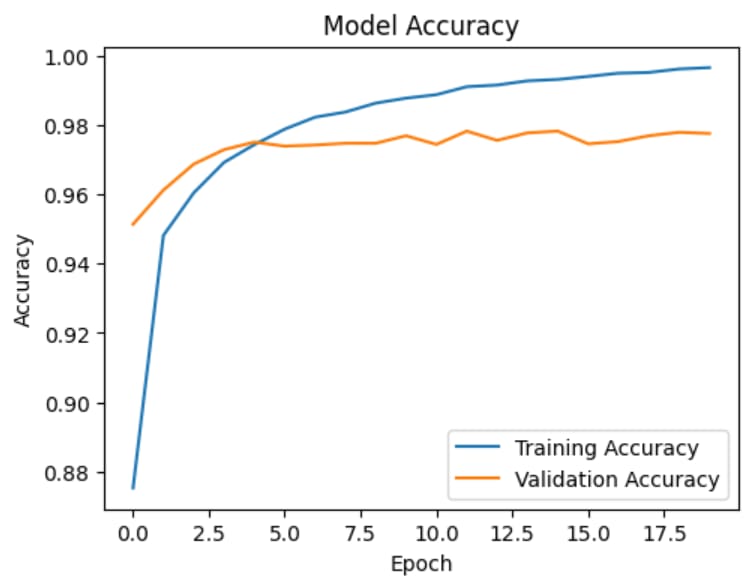 Model Accuracy
1.00
0.98
0.96
0.94
0.92
0.90
0.88
Accuracy
Training Accuracy
Validation Accuracy
0.0 2.5 5.0 7.5 10.0 12.5 15.0 17.5
Epoch